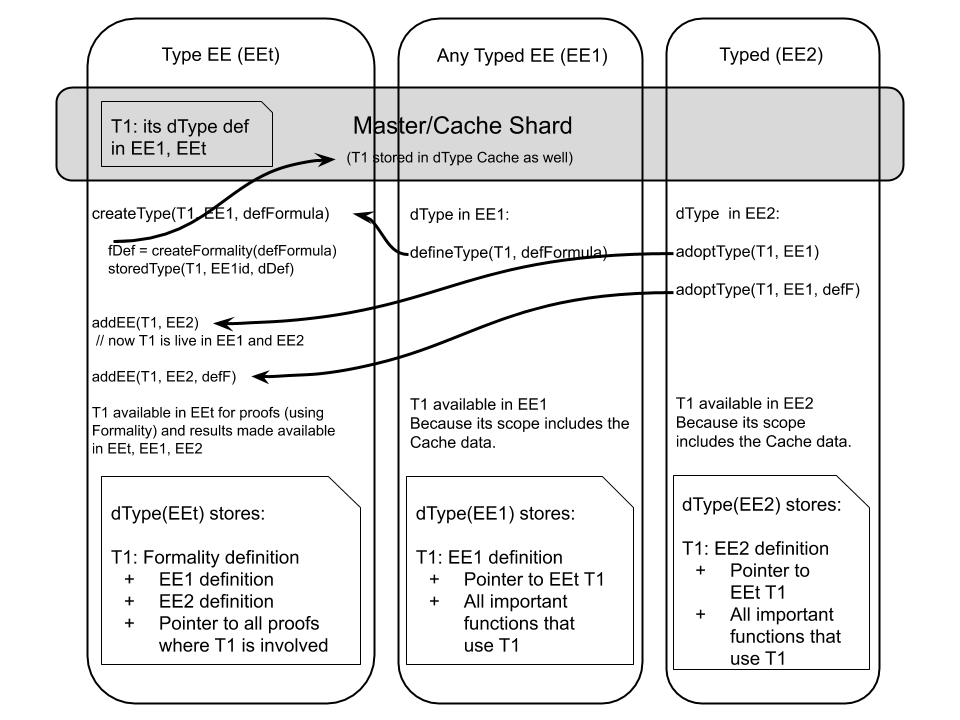 Type EE (EEt)
Any Typed EE (EE1)
Typed (EE2)
T1: its dType def
in EE1, EEt
Master/Cache Shard
(T1 stored in dType Cache as well)
createType(T1, EE1, defFormula)
fDef = createFormality(defFormula)
storedType(T1, EE1id, dDef)
addEE(T1, EE2)
// now T1 is live in EE1 and EE2
addEE(T1, EE2, defF)
T1 available in EEt for proofs (using
Formality) and results made available
in EEt, EE1, EE2
dType(EEt) stores:
T1: Formality definition
+ EE1 definition
+ EE2 definition
+ Pointer to all proofs
where T1 is involved
dType in EE1:
defineType(T1, defFormula)
T1 available in EE1
Because its scope includes the
Cache data.
dType(EE1) stores:
T1: EE1 definition
+ Pointer to EEt T1
+ All important
functions that
use T1
dType  in EE2:
adoptType(T1, EE1)
adoptType(T1, EE1, defF)
T1 available in EE2
Because its scope
includes the Cache data.
dType(EE2) stores:
T1: EE2 definition
+ Pointer to
EEt T1
+ All important
functions that
use T1